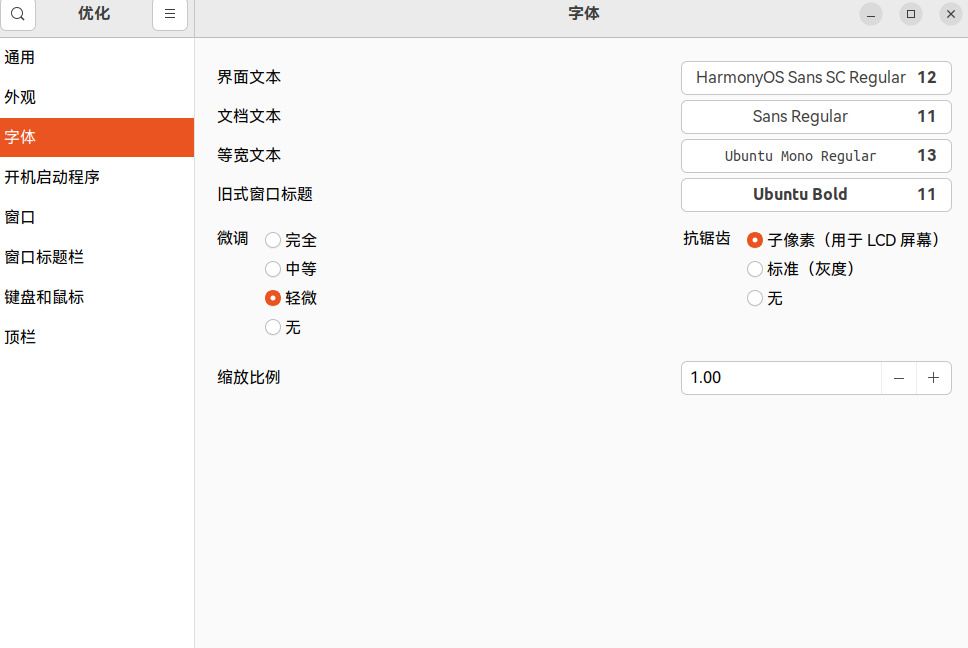 优化
字体
通用
外观
字体
开机启动程序
窗口
窗口标题栏
键盘和鼠标
顶栏
界面文本 HarmonyOS Sans SC Regular 12
文档文本 Sans Regular 11
等宽文本 Ubuntu Mono Regular 13
旧式窗口标题 Ubuntu Bold 11
微调 完全
中等
轻微
无
抗锯齿 子像素（用于 LCD 屏幕）
标准（灰度）
无
缩放比例 1.00